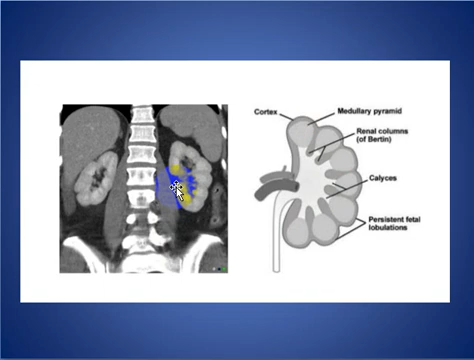 Cortex
Medullary pyramid
Renal columns
(of Bertin)
Calyces
Persistent fetal
lobulations